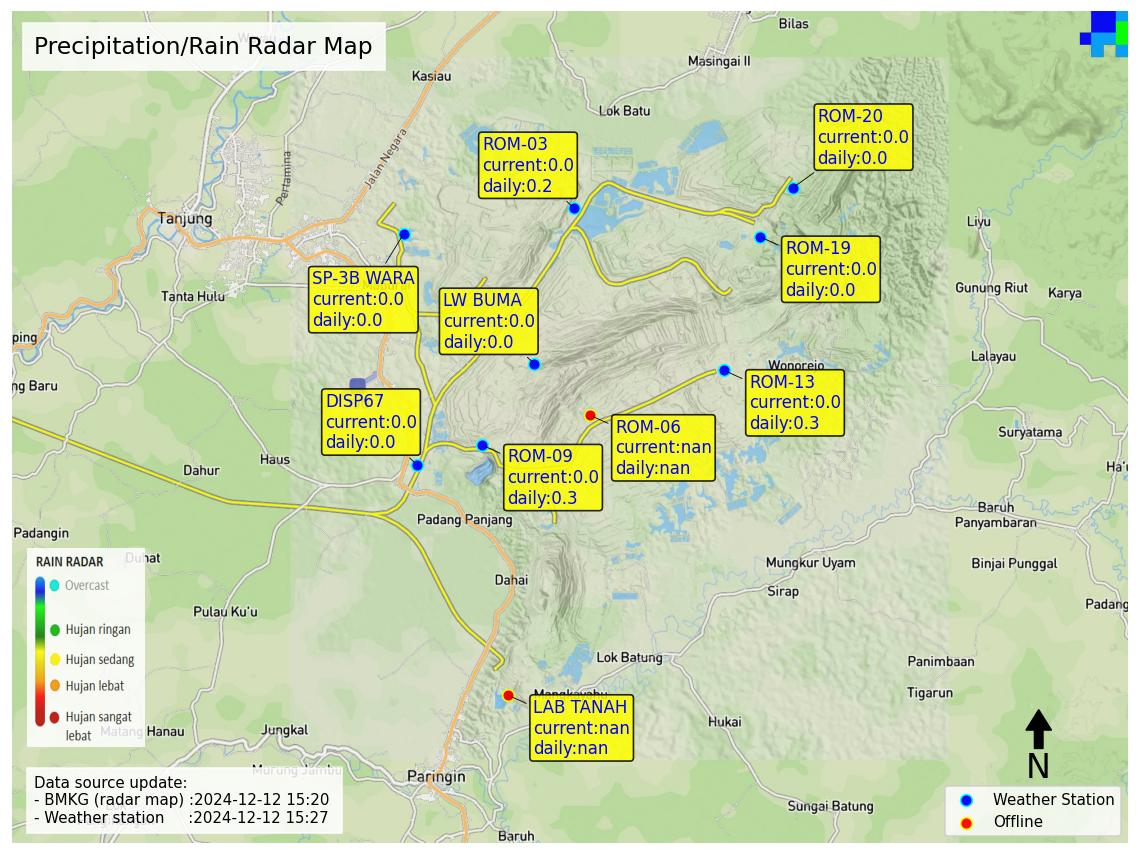 Precipitation/Rain Radar Map
Bilas
Masingai II
Kasiau
Lok Batu
Jalan Negara
Pertamina
Tanjung
Tanta Hulu
ROM-03
current:0.0
daily:0.2
ROM-20
current:0.0
daily:0.0
ROM-19
current:0.0
daily:0.0
SP-3B WARA
current:0.0
daily:0.0
LW BUMA
current:0.0
daily:0.0
Liyu
Gunung Riut
Karya
Lalayau
ping
ng Baru
Wonorejo
ROM-13
current:0.0
daily:0.3
DISP67
current:0.0
daily:0.0
ROM-06
current:nan
daily:nan
ROM-09
current:0.0
daily:0.3
Suryatama
Ha'u
Haus
Dahur
Baruh
Panyambaran
Padang Panjang
Padangin
Duhat
Binjai Punggal
Mungkur Uyam
Sirap
Padang
Dahai
Pulau Ku'u
RAIN RADAR
Overcast
Hujan ringan
Hujan sedang
Hujan lebat
Hujan sangat
lebat
Lok Batung
Panimbaan
Tigarun
Mangkayahu
LAB TANAH
current:nan
daily:nan
Hukai
Matang Hanau
Jungkal
Murung Jambu
Paringin
Sungai Batung
Baruh
N
Data source update:
- BMKG (radar map) :2024-12-12 15:20
- Weather station :2024-12-12 15:27
Weather Station
Offline